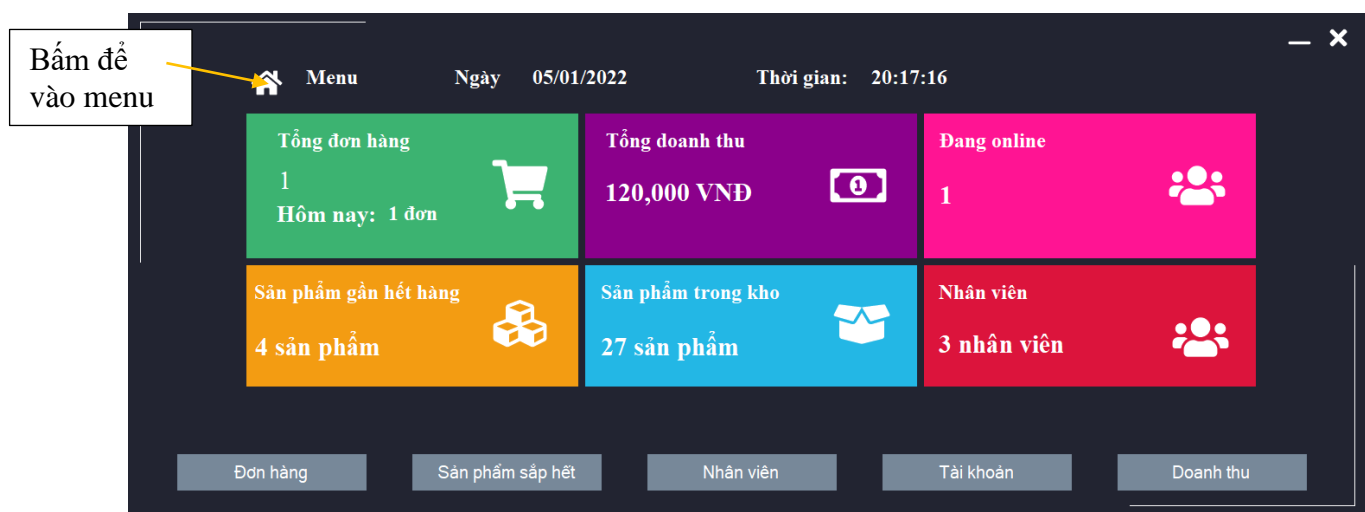 Bấm để
vào menu
Menu
Ngày 05/01/2022
Thời gian: 20:17:16
Tổng đơn hàng
1
Hôm nay: 1 đơn
Tổng doanh thu
120,000 VNĐ
Đang online
1
Sản phẩm gần hết hàng
4 sản phẩm
Sản phẩm trong kho
27 sản phẩm
Nhân viên
3 nhân viên
Đơn hàng
Sản phẩm sắp hết
Nhân viên
Tài khoản
Doanh thu